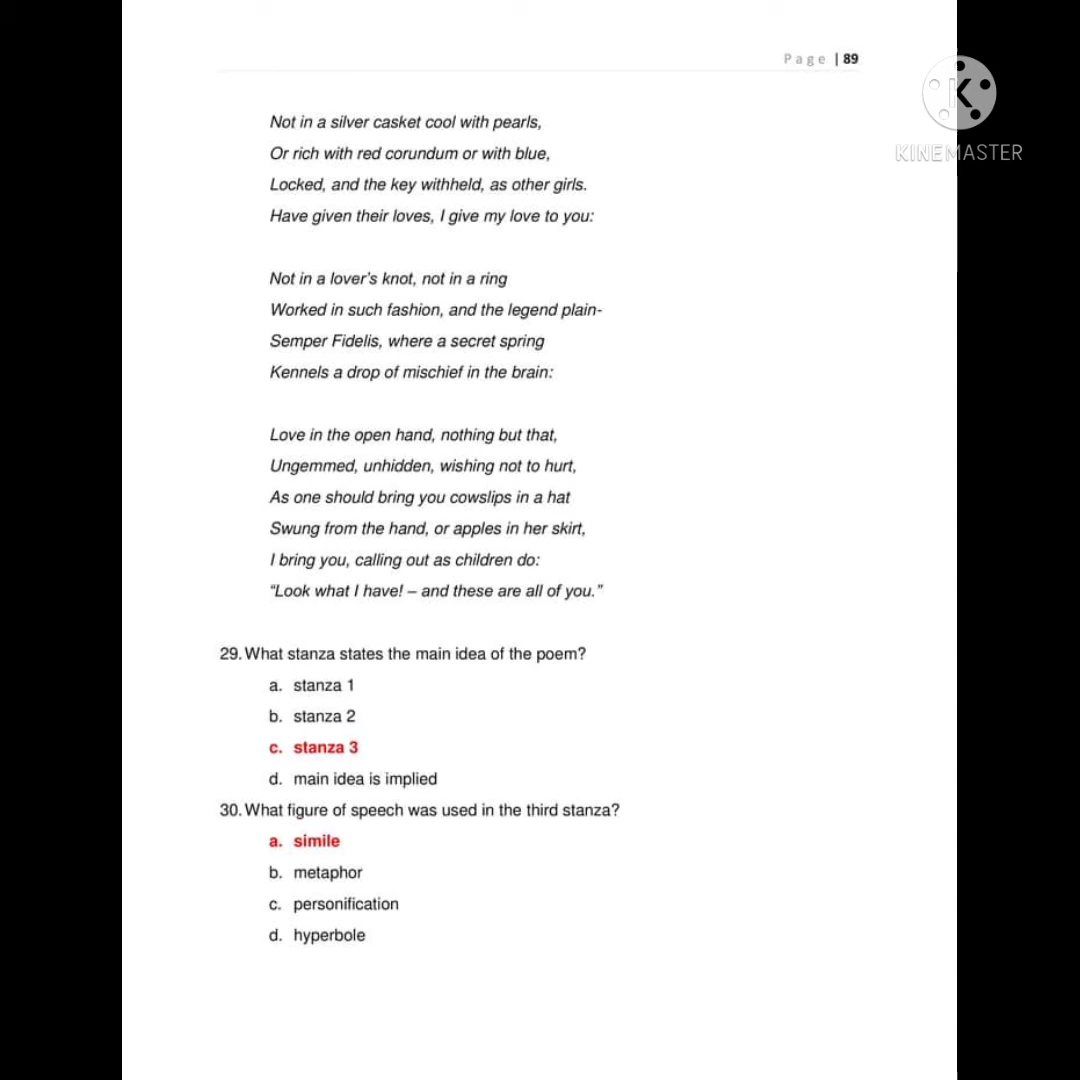 Page | 89
KINEMASTER
Not in a silver casket cool with pearls,
Or rich with red corundum or with blue,
Locked, and the key withheld, as other girls.
Have given their loves, I give my love to you:
Not in a lover's knot, not in a ring
Worked in such fashion, and the legend plain-
Semper Fidelis, where a secret spring
Kennels a drop of mischief in the brain:
Love in the open hand, nothing but that,
Ungemmed, unhidden, wishing not to hurt,
As one should bring you cowslips in a hat
Swung from the hand, or apples in her skirt,
I bring you, calling out as children do:
“Look what I have! – and these are all of you.”
29. What stanza states the main idea of the poem?
a. stanza 1
b. stanza 2
c. stanza 3
d. main idea is implied
30. What figure of speech was used in the third stanza?
a. simile
b. metaphor
c. personification
d. hyperbole